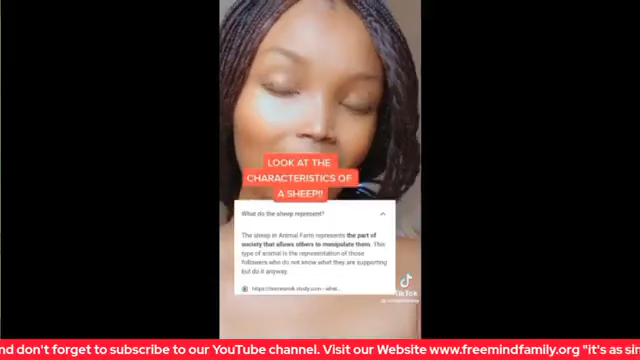 LOOK AT THE
CHARACTERISTICS OF
A SHEEP!!
What do the sheep represent?
The sheep in Animal Farm represents the part of
society that allows others to manipulate them. This
type of animal is the representation of those
followers who do not know what they are supporting
but do it anyway.
TikTok
nd don't forget to subscribe to our YouTube channel. Visit our Website www.freemindfamily.org "it's as sin